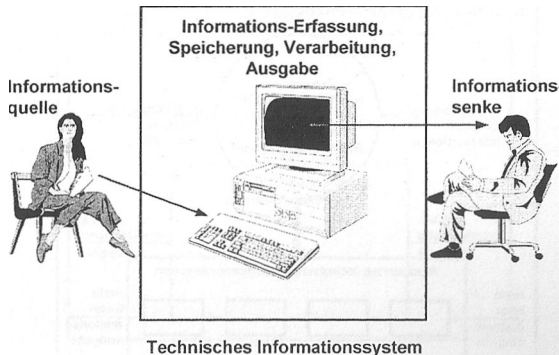 Informations-Erfassung,
Speicherung, Verarbeitung,
Ausgabe
Informations-
quelle
Informations-
senke
Technisches Informationssystem